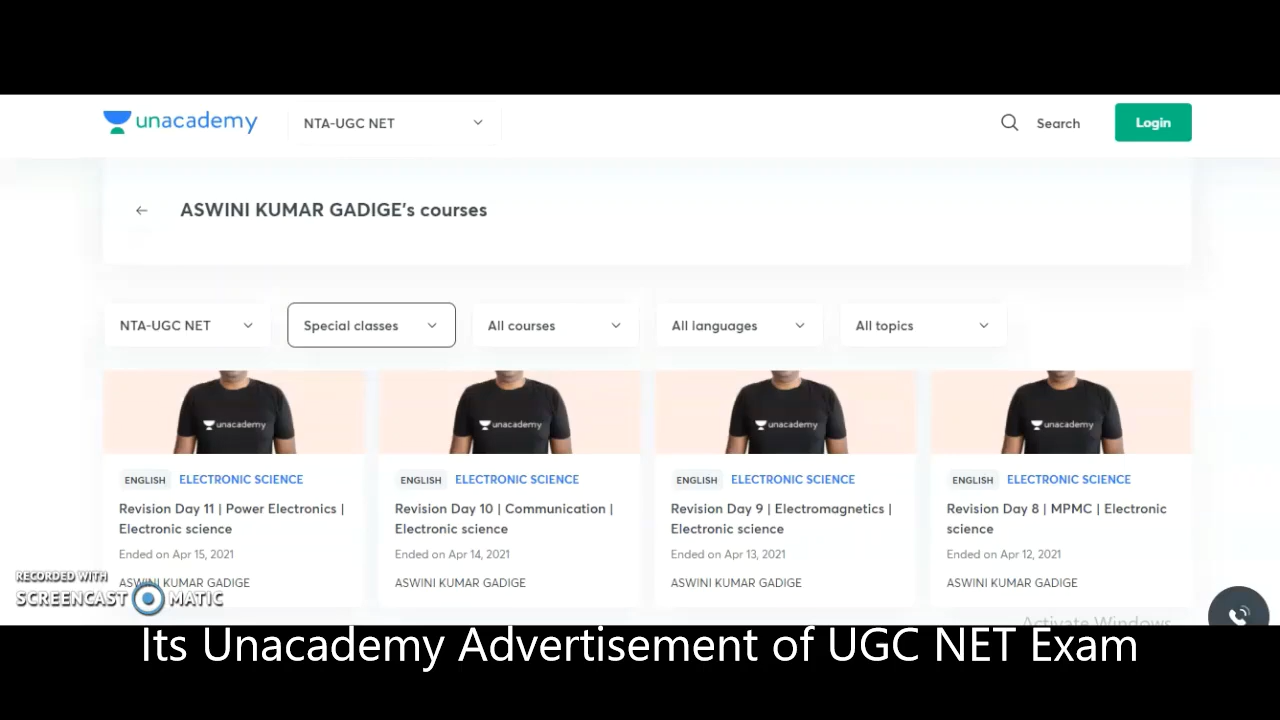 unacademy
NTA-UGC NET
Search
Login
ASWINI KUMAR GADIGE's courses
NTA-UGC NET Special classes All courses All languages All topics
unacademy unacademy unacademy unacademy
ENGLISH ELECTRONIC SCIENCE
Revision Day 11 | Power Electronics |
Electronic science
Ended on Apr 15, 2021
ASWINI KUMAR GADIGE
ENGLISH ELECTRONIC SCIENCE
Revision Day 10 | Communication |
Electronic science
Ended on Apr 14, 2021
ASWINI KUMAR GADIGE
ENGLISH ELECTRONIC SCIENCE
Revision Day 9 | Electromagnetics |
Electronic science
Ended on Apr 13, 2021
ASWINI KUMAR GADIGE
ENGLISH ELECTRONIC SCIENCE
Revision Day 8 | MPMC | Electronic
science
Ended on Apr 12, 2021
ASWINI KUMAR GADIGE
RECORDED WITH
SCREENCAST MATIC
Activate Windows
Its Unacademy Advertisement of UGC NET Exam